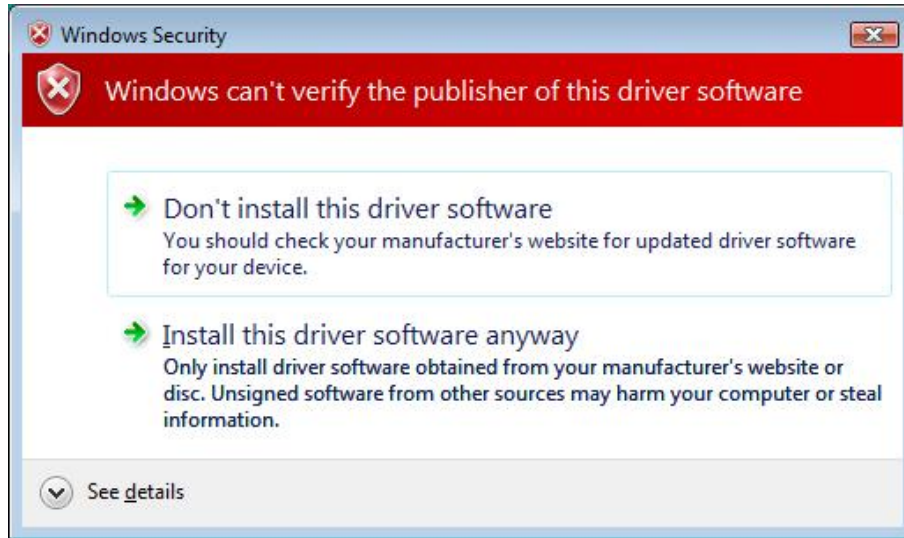 Windows Security
Windows can't verify the publisher of this driver software
Don't install this driver software
You should check your manufacturer's website for updated driver software
for your device.
Install this driver software anyway
Only install driver software obtained from your manufacturer's website or
disc. Unsigned software from other sources may harm your computer or steal
information.
See details